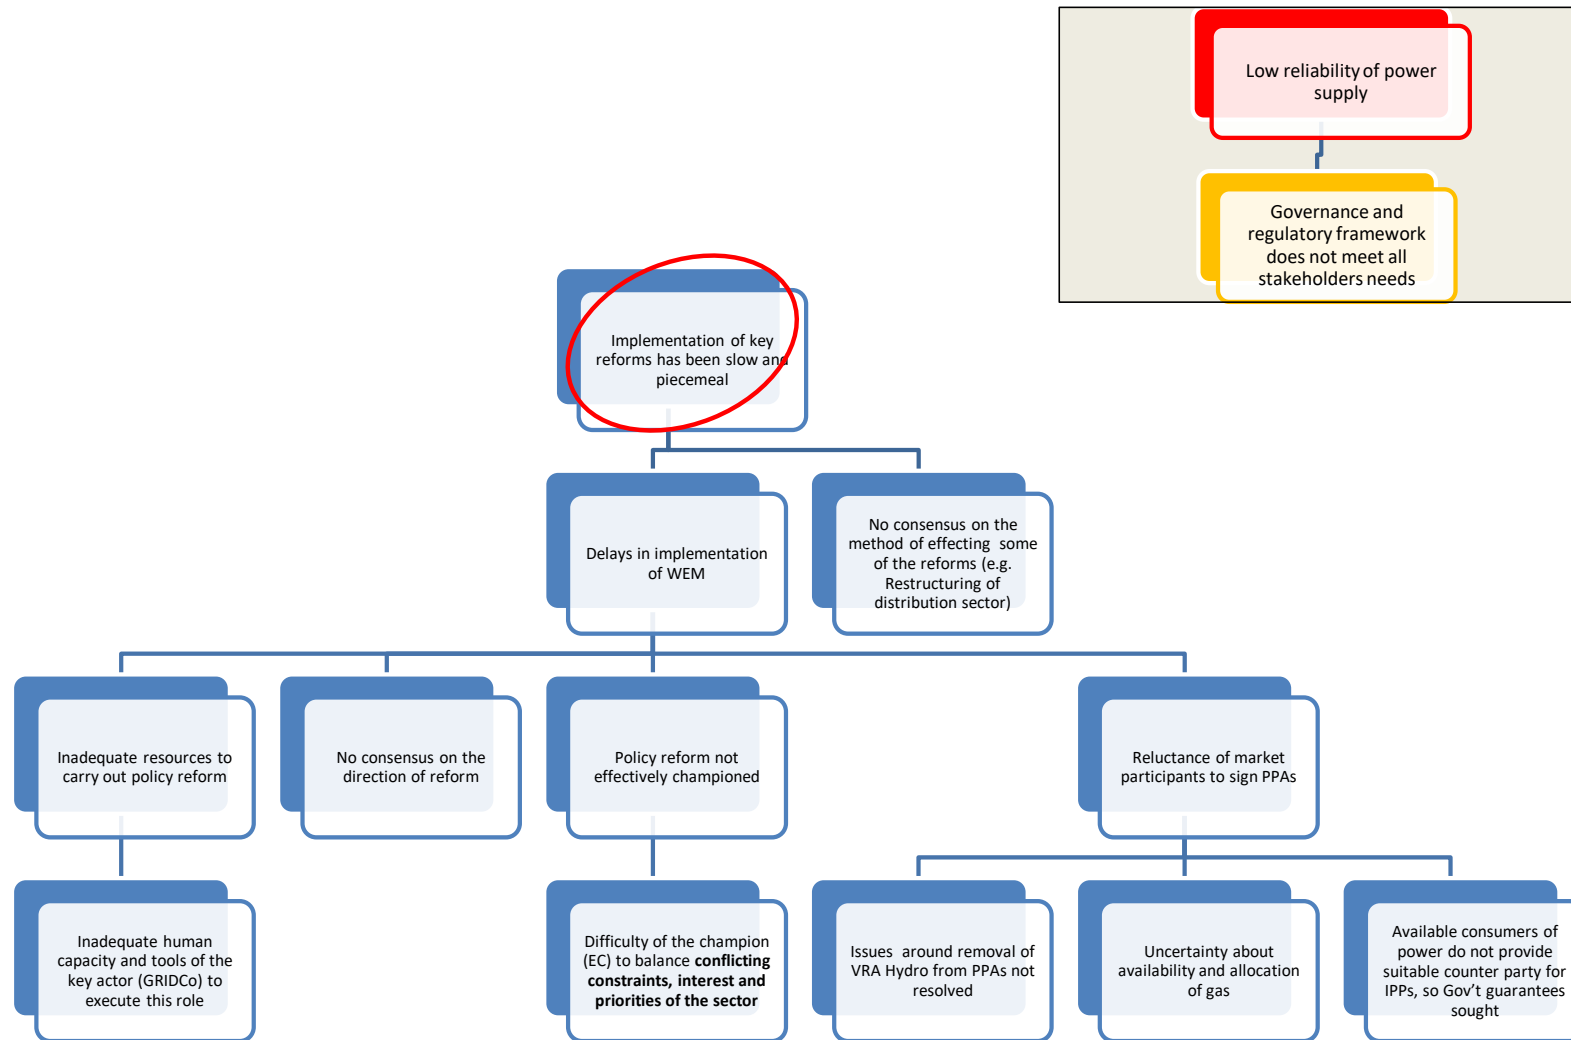 Low reliability of power
supply
Governance and
regulatory framework
does not meet all
stakeholders needs
Implementation of key
reforms has been slow and
piecemeal
Delays in implementation
of WEM
No consensus on the
method of effecting some
of the reforms (e.g.
Restructuring of
distribution sector)
Inadequate resources to
carry out policy reform
No consensus on the
direction of reform
Policy reform not
effectively championed
Reluctance of market
participants to sign PPAs
Inadequate human
capacity and tools of the
key actor (GRIDCo) to
execute this role
Difficulty of the champion
(EC) to balance conflicting
constraints, interest and
priorities of the sector
Issues around removal of
VRA Hydro from PPAs not
resolved
Uncertainty about
availability and allocation
of gas
Available consumers of
power do not provide
suitable counter party for
IPPs, so Gov’t guarantees
sought